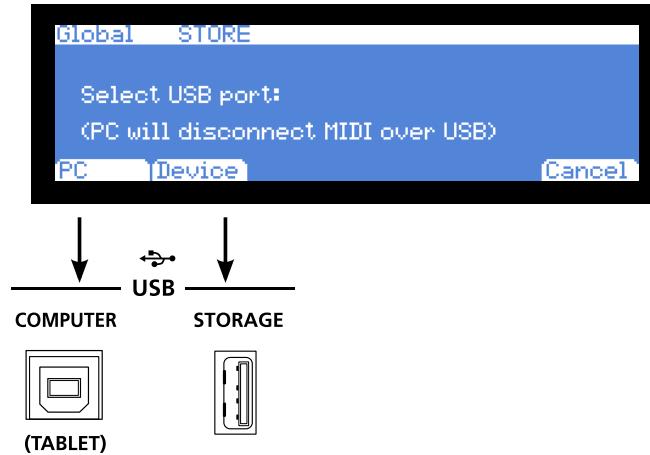 Global STORE
Select USB port:
(PC will disconnect MIDI over USB)
PC Device Cancel
USB
COMPUTER STORAGE
(TABLET)